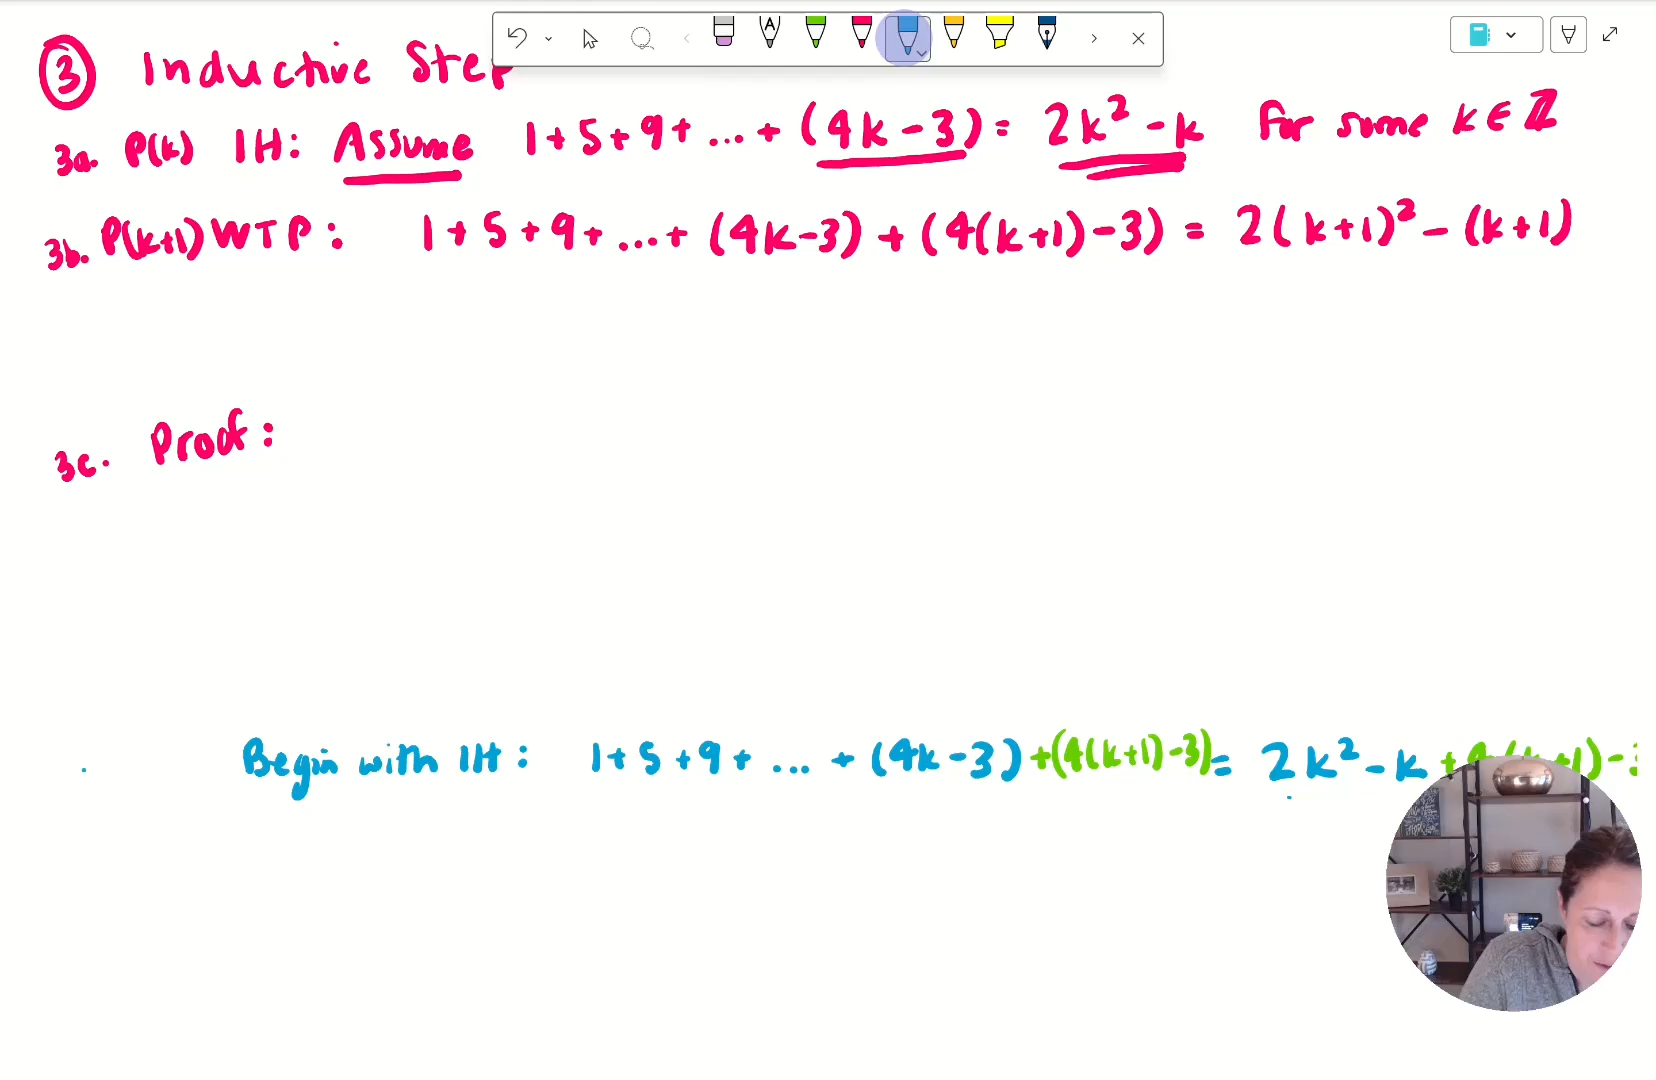 ③ Inductive Step
3a. P(k) IH: Assume 1+5+9+...+(4k-3)= 2k²-k for some k∈ℤ
3b. P(k+1) WTP: 1+5+9+...+(4k-3)+(4(k+1)-3) = 2(k+1)²-(k+1)
3c. Proof:
Begin with IH: 1+5+9+ ... +(4k-3)+(4(k+1)-3)= 2k²-k